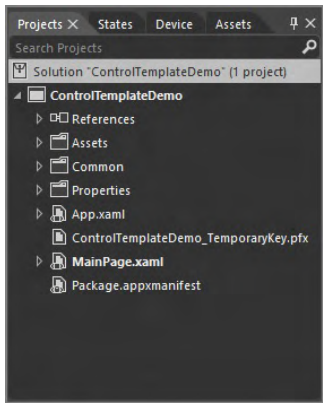 Projects × States Device Assets
Search Projects
Solution "ControlTemplateDemo" (1 project)
ControlTemplateDemo
References
Assets
Common
Properties
App.xaml
ControlTemplateDemo_TemporaryKey.pfx
MainPage.xaml
Package.appxmanifest